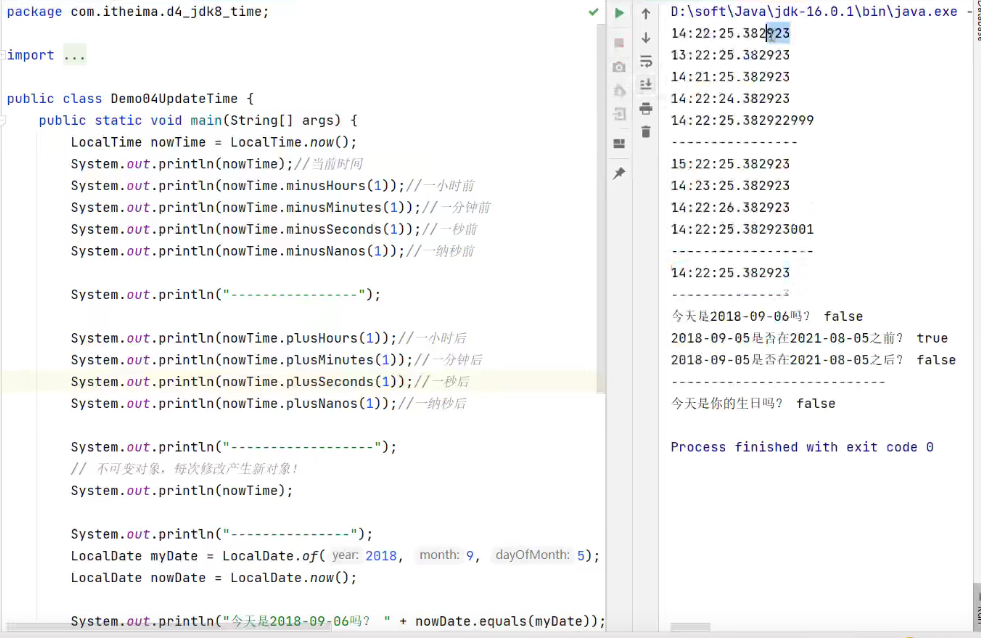 package com.itheima.d4_jdk8_time;
import ...
public class Demo04UpdateTime {
public static void main(String[] args) {
LocalTime nowTime = LocalTime.now();
System.out.println(nowTime);//当前时间
System.out.println(nowTime.minusHours(1));//一小时前
System.out.println(nowTime.minusMinutes(1));//一分钟前
System.out.println(nowTime.minusSeconds(1));//一秒前
System.out.println(nowTime.minusNanos(1));//一纳秒前
System.out.println("----------------");
System.out.println(nowTime.plusHours(1));//一小时后
System.out.println(nowTime.plusMinutes(1));//一分钟后
System.out.println(nowTime.plusSeconds(1));//一秒后
System.out.println(nowTime.plusNanos(1));//一纳秒后
System.out.println("------------------");
// 不可变对象，每次修改产生新对象！
System.out.println(nowTime);
System.out.println("---------------");
LocalDate myDate = LocalDate.of( year: 2018, month: 9, dayOfMonth: 5);
LocalDate nowDate = LocalDate.now();
System.out.println("今天是2018-09-06吗？ " + nowDate.equals(myDate));
D:\soft\Java\jdk-16.0.1\bin\java.exe -
14:22:25.382923
13:22:25.382923
14:21:25.382923
14:22:24.382923
14:22:25.382922999
----------------
15:22:25.382923
14:23:25.382923
14:22:26.382923
14:22:25.382923001
------------------
14:22:25.382923
---------------
今天是2018-09-06吗？ false
2018-09-05是否在2021-08-05之前？ true
2018-09-05是否在2021-08-05之后？ false
---------------------------
今天是你的生日吗？ false
Process finished with exit code 0